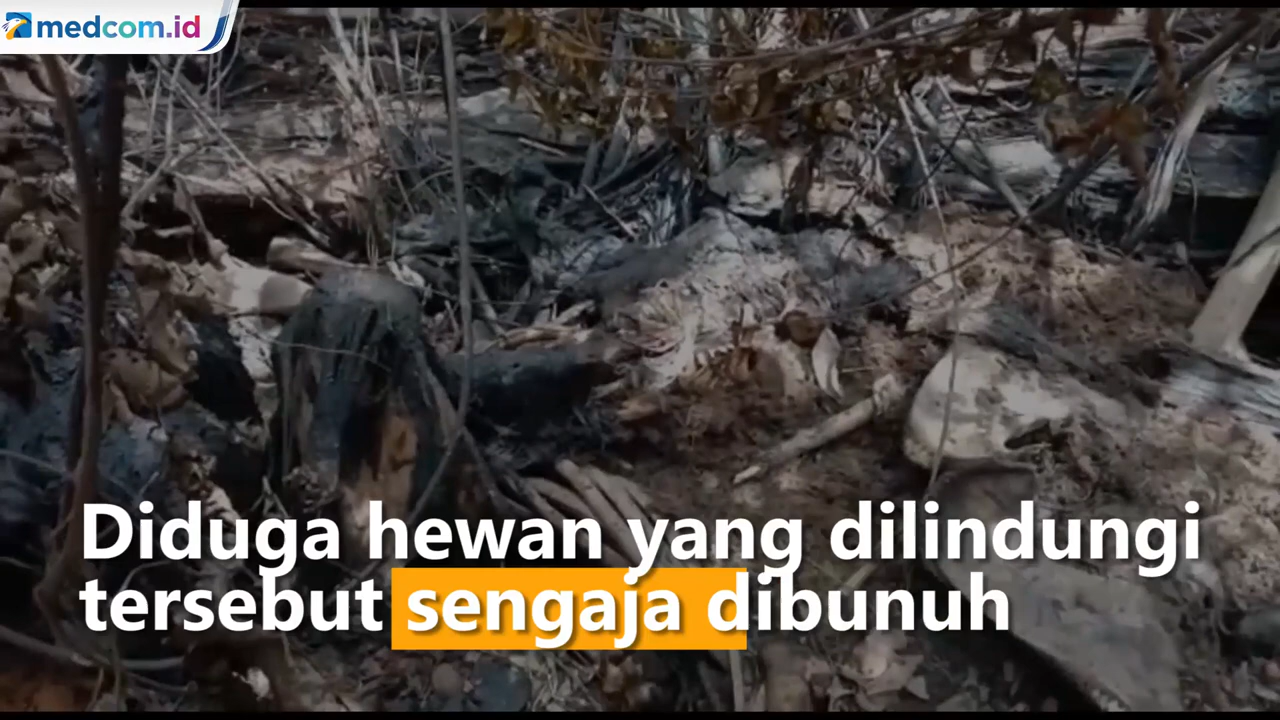 medcom.id
Diduga hewan yang dilindungi
tersebut sengaja dibunuh